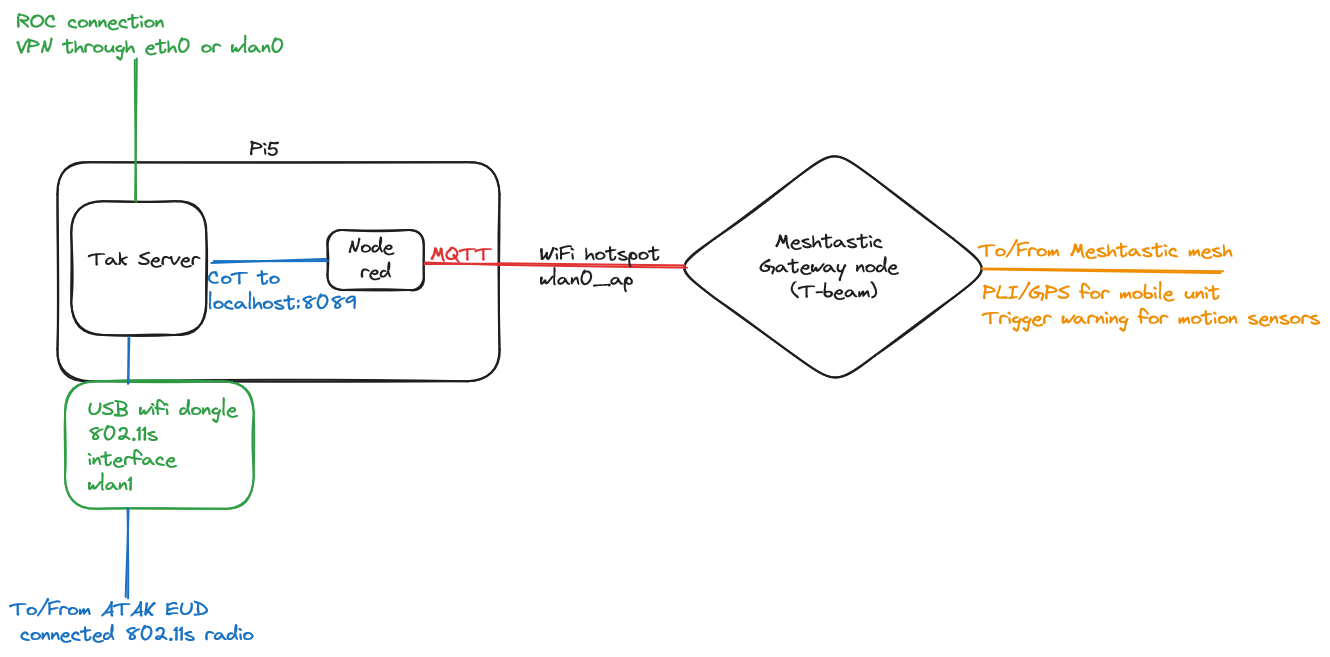 ROC connection
VPN through eth0 or wlan0
Pi5
Tak Server
CoT to
localhost:8089
Node
red
MQTT
WiFi hotspot
wlan0__ap
Meshtastic
Gateway node
(T-beam)
To/From Meshtastic mesh
PLI/GPS for mobile unit
Trigger warning for motion sensors
USB wifi dongle
802.11s
interface
wlan1
To/From ATAK EUD
connected 802.11s radio